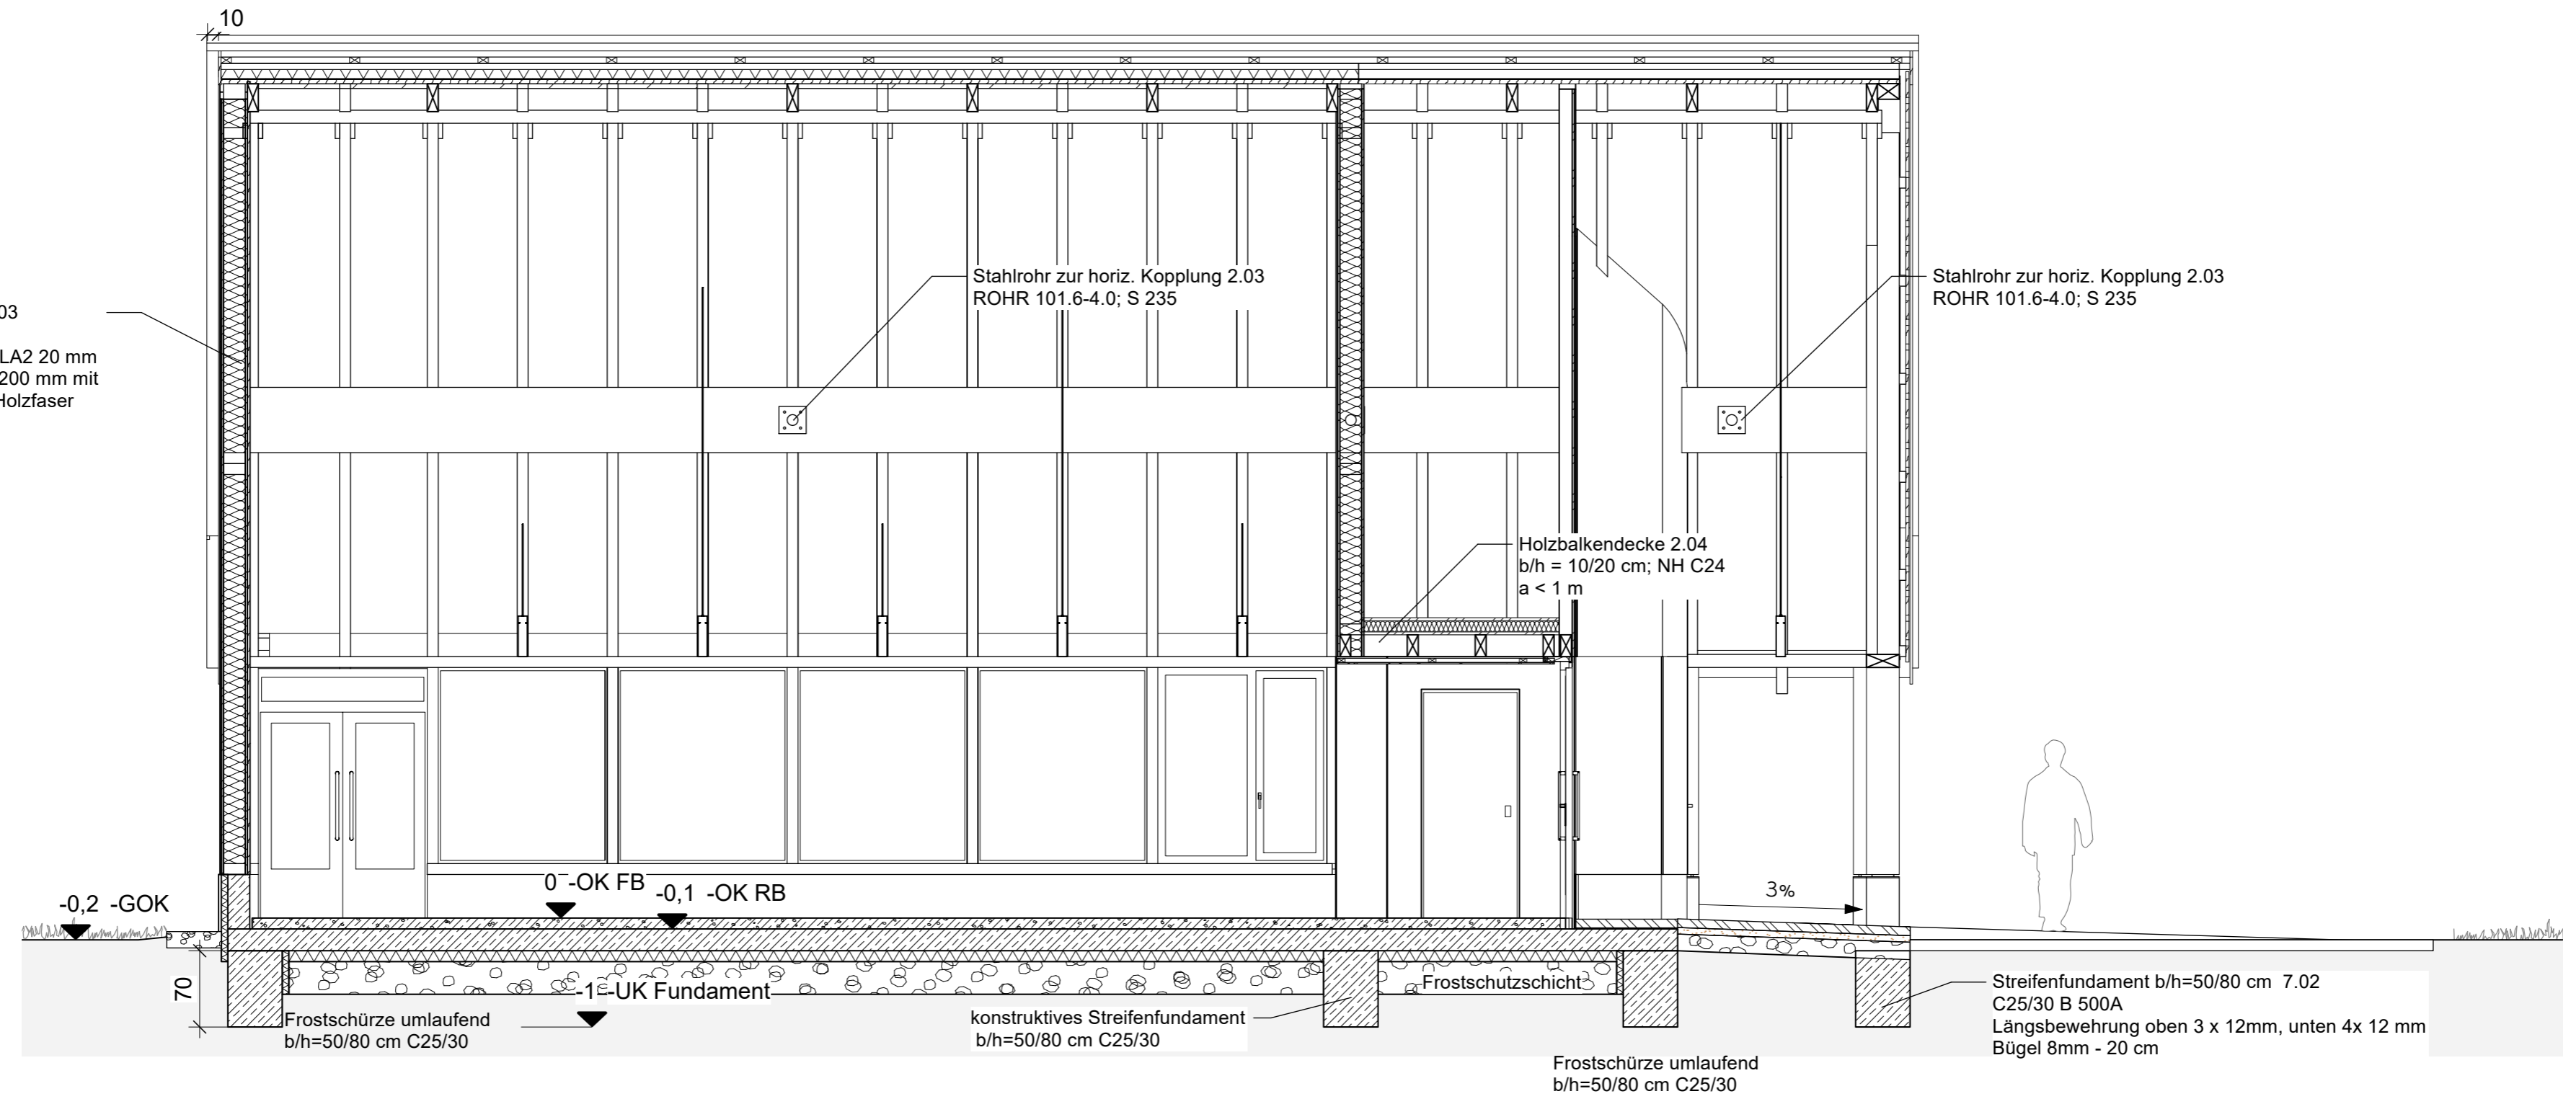 10
Stahlrohr zur horiz. Kopplung 2.03
ROHR 101.6-4.0; S 235
Stahlrohr zur horiz. Kopplung 2.03
ROHR 101.6-4.0; S 235
03
LA2 20 mm
200 mm mit
Holzfaser
Holzbalkendecke 2.04
b/h = 10/20 cm; NH C24
a < 1 m
0 -OK FB
-0,1 -OK RB
-0,2 -GOK
3%
70
-1 -UK Fundament
Frostschutzschicht
Frostschürze umlaufend
b/h=50/80 cm C25/30
konstruktives Streifenfundament
b/h=50/80 cm C25/30
Streifenfundament b/h=50/80 cm 7.02
C25/30 B 500A
Längsbewehrung oben 3 x 12mm, unten 4x 12 mm
Bügel 8mm - 20 cm
Frostschürze umlaufend
b/h=50/80 cm C25/30